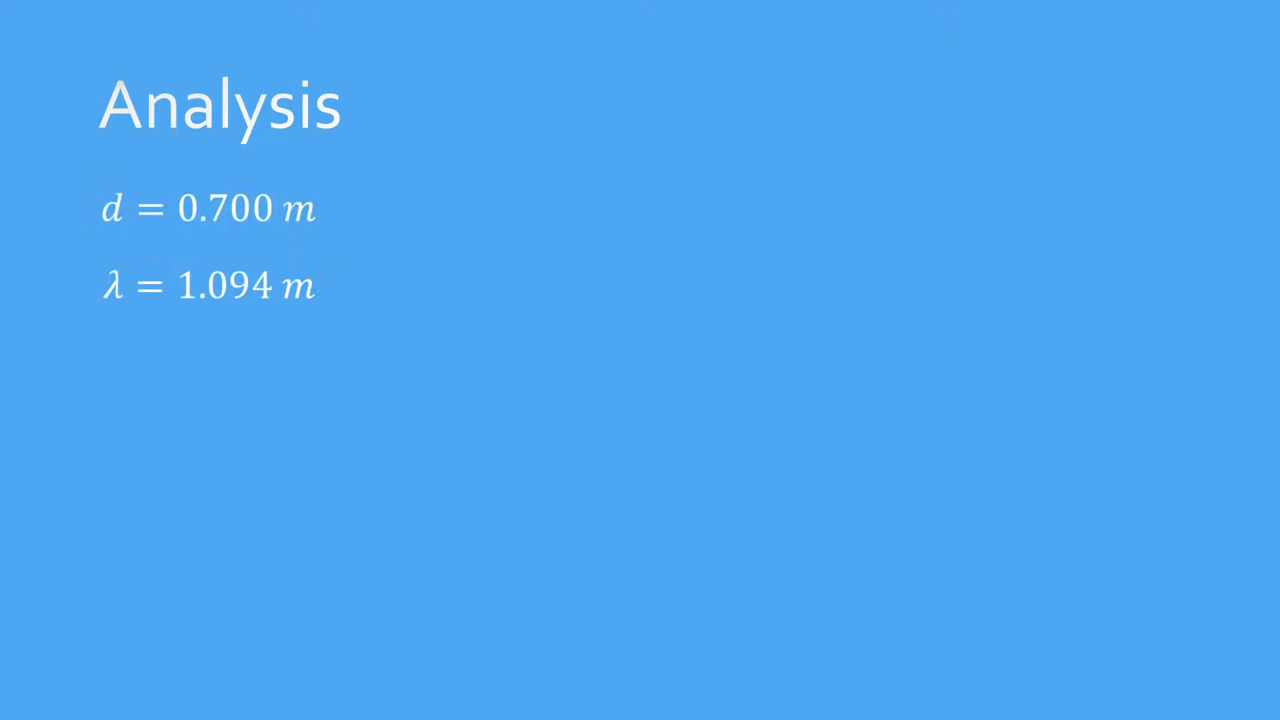 Analysis
d = 0.700 m
λ = 1.094 m